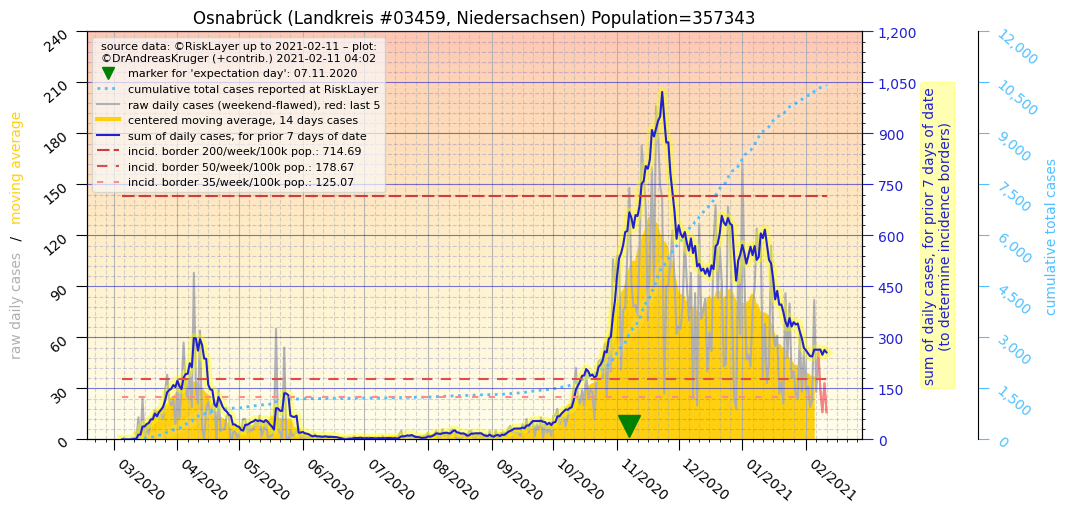 Osnabrück (Landkreis #03459, Niedersachsen) Population=357343
source data: ©RiskLayer up to 2021-02-11 – plot:
©DrAndreasKruger (+contrib.) 2021-02-11 04:02
marker for 'expectation day': 07.11.2020
cumulative total cases reported at RiskLayer
raw daily cases (weekend-flawed), red: last 5
centered moving average, 14 days cases
sum of daily cases, for prior 7 days of date
incid. border 200/week/100k pop.: 714.69
incid. border 50/week/100k pop.: 178.67
incid. border 35/week/100k pop.: 125.07
raw daily cases / moving average
240
210
180
150
120
90
60
30
0
03/2020
04/2020
05/2020
06/2020
07/2020
08/2020
09/2020
10/2020
11/2020
12/2020
01/2021
02/2021
1,200
1,050
900
750
600
450
300
150
0
sum of daily cases, for prior 7 days of date
(to determine incidence borders)
12,000
10,500
9,000
7,500
6,000
4,500
3,000
1,500
0
cumulative total cases